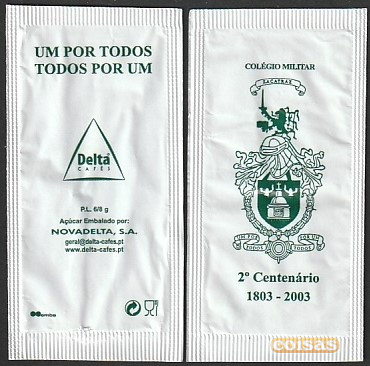 UM POR TODOS
TODOS POR UM
Delta
CAFÉS
P.L. 6/8 g
Açúcar Embalado por:
NOVADELTA, S.A.
geral@delta-cafes.pt
www.delta-cafes.pt
COLÉGIO MILITAR
ZACATRAZ
UM POR TODOS
UM POR TODOS
2º Centenário
1803 - 2003
coisas